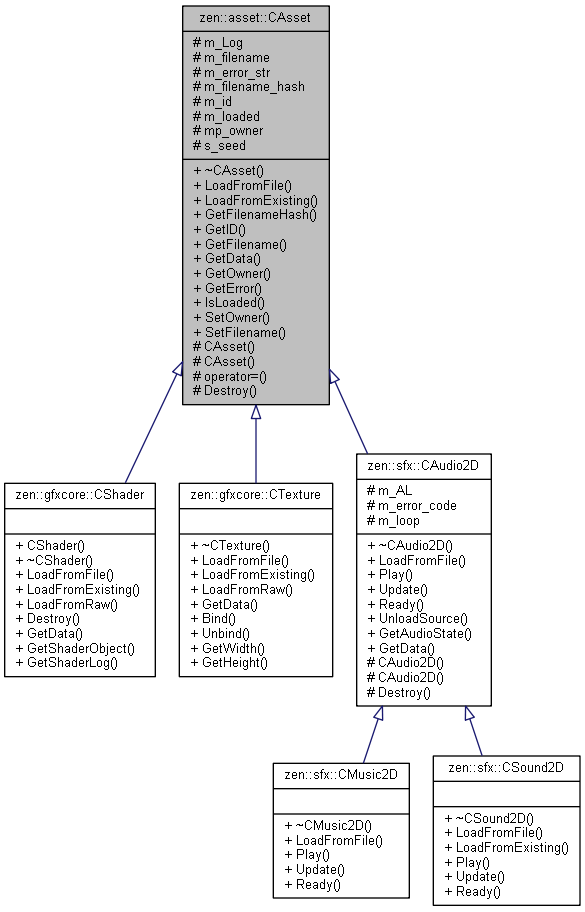 zen::asset::CAsset
# m_Log
# m_filename
# m_error_str
# m_filename_hash
# m_id
# m_loaded
# mp_owner
# s_seed
+ ~CAsset()
+ LoadFromFile()
+ LoadFromExisting()
+ GetFilenameHash()
+ GetID()
+ GetFilename()
+ GetData()
+ GetOwner()
+ GetError()
+ IsLoaded()
+ SetOwner()
+ SetFilename()
# CAsset()
# CAsset()
# operator=()
# Destroy()
zen::gfxcore::CShader
+ CShader()
+ ~CShader()
+ LoadFromFile()
+ LoadFromExisting()
+ LoadFromRaw()
+ Destroy()
+ GetData()
+ GetShaderObject()
+ GetShaderLog()
zen::gfxcore::CTexture
+ ~CTexture()
+ LoadFromFile()
+ LoadFromExisting()
+ LoadFromRaw()
+ GetData()
+ Bind()
+ Unbind()
+ GetWidth()
+ GetHeight()
zen::sfx::CAudio2D
# m_AL
# m_error_code
# m_loop
+ ~CAudio2D()
+ LoadFromFile()
+ Play()
+ Update()
+ Ready()
+ UnloadSource()
+ GetAudioState()
+ GetData()
# CAudio2D()
# CAudio2D()
# Destroy()
zen::sfx::CMusic2D
+ ~CMusic2D()
+ LoadFromFile()
+ Play()
+ Update()
+ Ready()
zen::sfx::CSound2D
+ ~CSound2D()
+ LoadFromFile()
+ LoadFromExisting()
+ Play()
+ Update()
+ Ready()